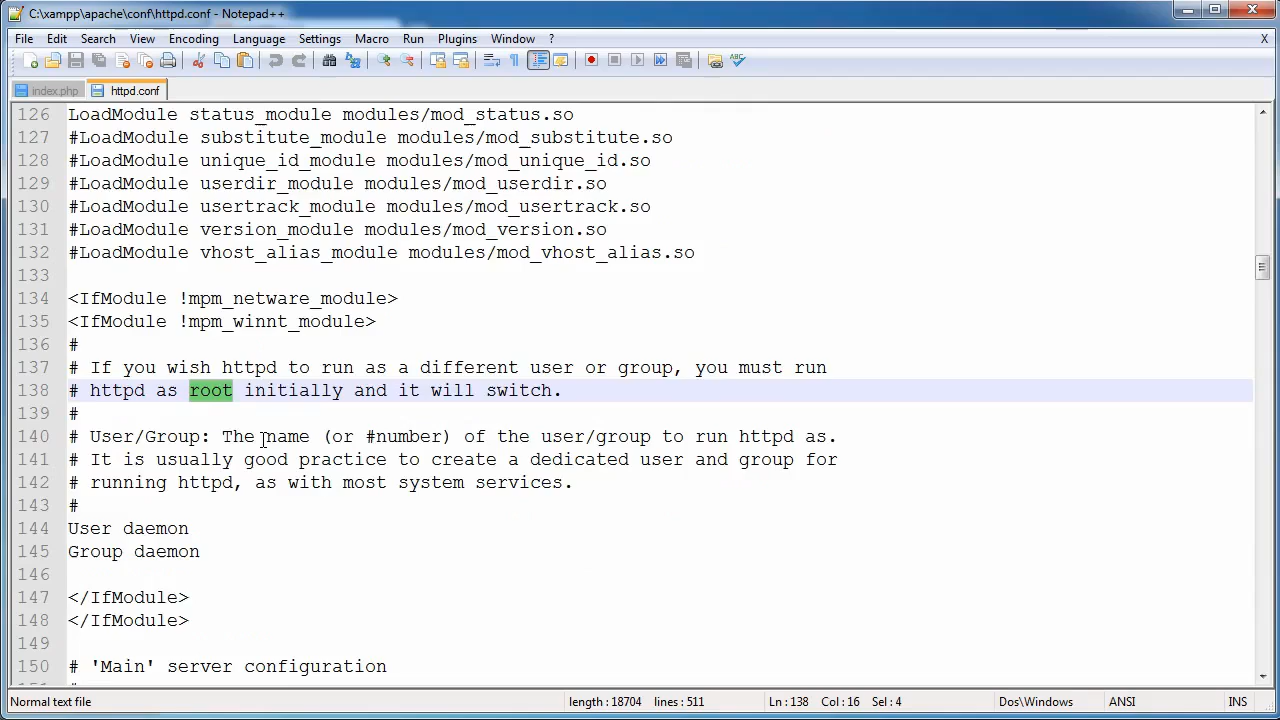 C:\xampp\apache\conf\httpd.conf - Notepad++
File Edit Search View Encoding Language Settings Macro Run Plugins Window ? X
index.php httpd.conf
126 LoadModule status_module modules/mod_status.so
127 #LoadModule substitute_module modules/mod_substitute.so
128 #LoadModule unique_id_module modules/mod_unique_id.so
129 #LoadModule userdir_module modules/mod_userdir.so
130 #LoadModule usertrack_module modules/mod_usertrack.so
131 #LoadModule version_module modules/mod_version.so
132 #LoadModule vhost_alias_module modules/mod_vhost_alias.so
133
134 <IfModule !mpm_netware_module>
135 <IfModule !mpm_winnt_module>
136 #
137 # If you wish httpd to run as a different user or group, you must run
138 # httpd as root initially and it will switch.
139 #
140 # User/Group: The name (or #number) of the user/group to run httpd as.
141 # It is usually good practice to create a dedicated user and group for
142 # running httpd, as with most system services.
143 #
144 User daemon
145 Group daemon
146
147 </IfModule>
148 </IfModule>
149
150 # 'Main' server configuration
Normal text file length : 18704 lines : 511 Ln : 138 Col : 16 Sel : 4 Dos\Windows ANSI INS